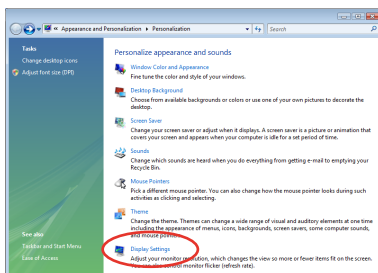 « Appearance and Personalization ▸ Personalization
Search
Tasks
Change desktop icons
Adjust font size (DPI)
Personalize appearance and sounds
Window Color and Appearance
Fine tune the color and style of your windows.
Desktop Background
Choose from available backgrounds or colors or use one of your own pictures to decorate the
desktop.
Screen Saver
Change your screen saver or adjust when it displays. A screen saver is a picture or animation that
covers your screen and appears when your computer is idle for a set period of time.
Sounds
Change which sounds are heard when you do everything from getting e-mail to emptying your
Recycle Bin.
Mouse Pointers
Pick a different mouse pointer. You can also change how the mouse pointer looks during such
activities as clicking and selecting.
Theme
Change the theme. Themes can change a wide range of visual and auditory elements at one time
including the appearance of menus, icons, backgrounds, screen savers, some computer sounds,
and mouse pointers.
Display Settings
Adjust your monitor resolution, which changes the view so more or fewer items fit on the screen.
You can also control monitor flicker (refresh rate).
See also
Taskbar and Start Menu
Ease of Access